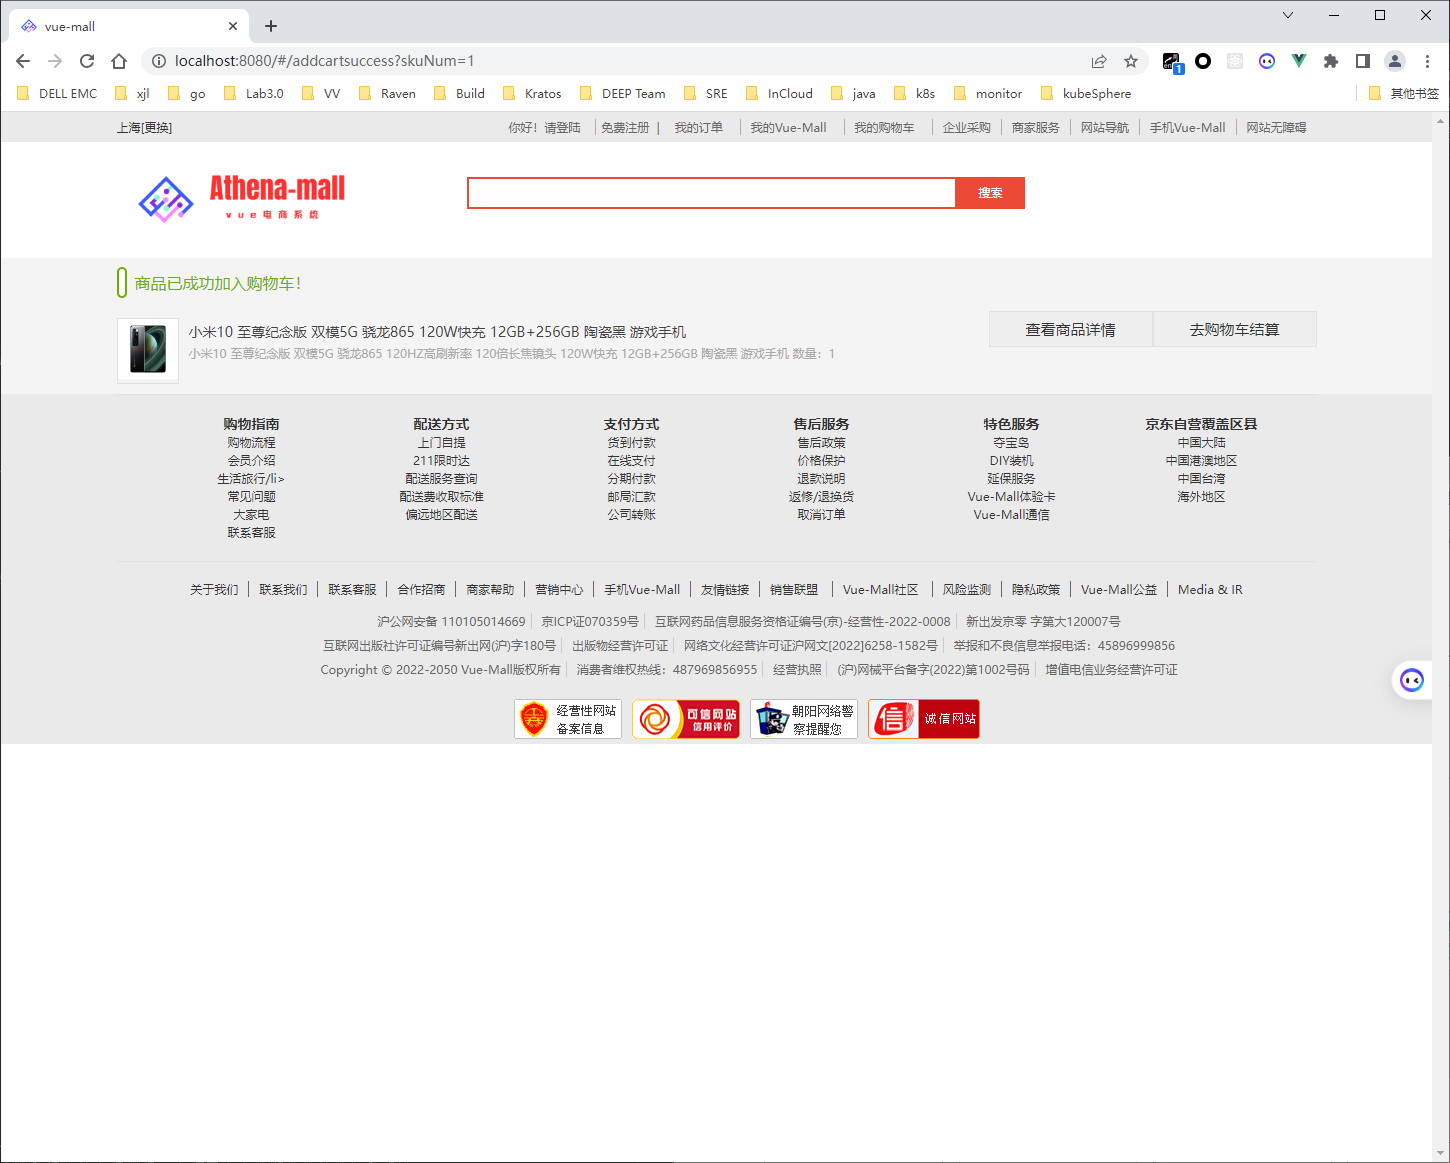 vue-mall
localhost:8080/#/addcartsuccess?skuNum=1
1
DELL EMC xjl go Lab3.0 VV Raven Build Kratos DEEP Team SRE InCloud java k8s monitor kubeSphere 其他书签
上海[更换] 你好！请登陆 免费注册 | 我的订单 我的Vue-Mall 我的购物车 企业采购 商家服务 网站导航 手机Vue-Mall 网站无障碍
Athena-mall
vue电商系统
搜索
商品已成功加入购物车！
小米10 至尊纪念版 双模5G 骁龙865 120W快充 12GB+256GB 陶瓷黑 游戏手机
小米10 至尊纪念版 双模5G 骁龙865 120HZ高刷新率 120倍长焦镜头 120W快充 12GB+256GB 陶瓷黑 游戏手机 数量：1
查看商品详情 去购物车结算
购物指南 配送方式 支付方式 售后服务 特色服务 京东自营覆盖区县
购物流程 上门自提 货到付款 售后政策 夺宝岛 中国大陆
会员介绍 211限时达 在线支付 价格保护 DIY装机 中国港澳地区
生活旅行/li> 配送服务查询 分期付款 退款说明 延保服务 中国台湾
常见问题 配送费收取标准 邮局汇款 返修/退换货 Vue-Mall体验卡 海外地区
大家电 偏远地区配送 公司转账 取消订单 Vue-Mall通信
联系客服
关于我们 联系我们 联系客服 合作招商 商家帮助 营销中心 手机Vue-Mall 友情链接 销售联盟 Vue-Mall社区 风险监测 隐私政策 Vue-Mall公益 Media & IR
沪公网安备 110105014669 京ICP证070359号 互联网药品信息服务资格证编号(京)-经营性-2022-0008 新出发京零 字第大120007号
互联网出版社许可证编号新出网(沪)字180号 出版物经营许可证 网络文化经营许可证沪网文[2022]6258-1582号 举报和不良信息举报电话：45896999856
Copyright © 2022-2050 Vue-Mall版权所有 消费者维权热线：487969856955 经营执照 (沪)网械平台备字(2022)第1002号码 增值电信业务经营许可证
经营性网站
备案信息
可信网站
信用评价
朝阳网络警
察提醒您
信 诚信网站